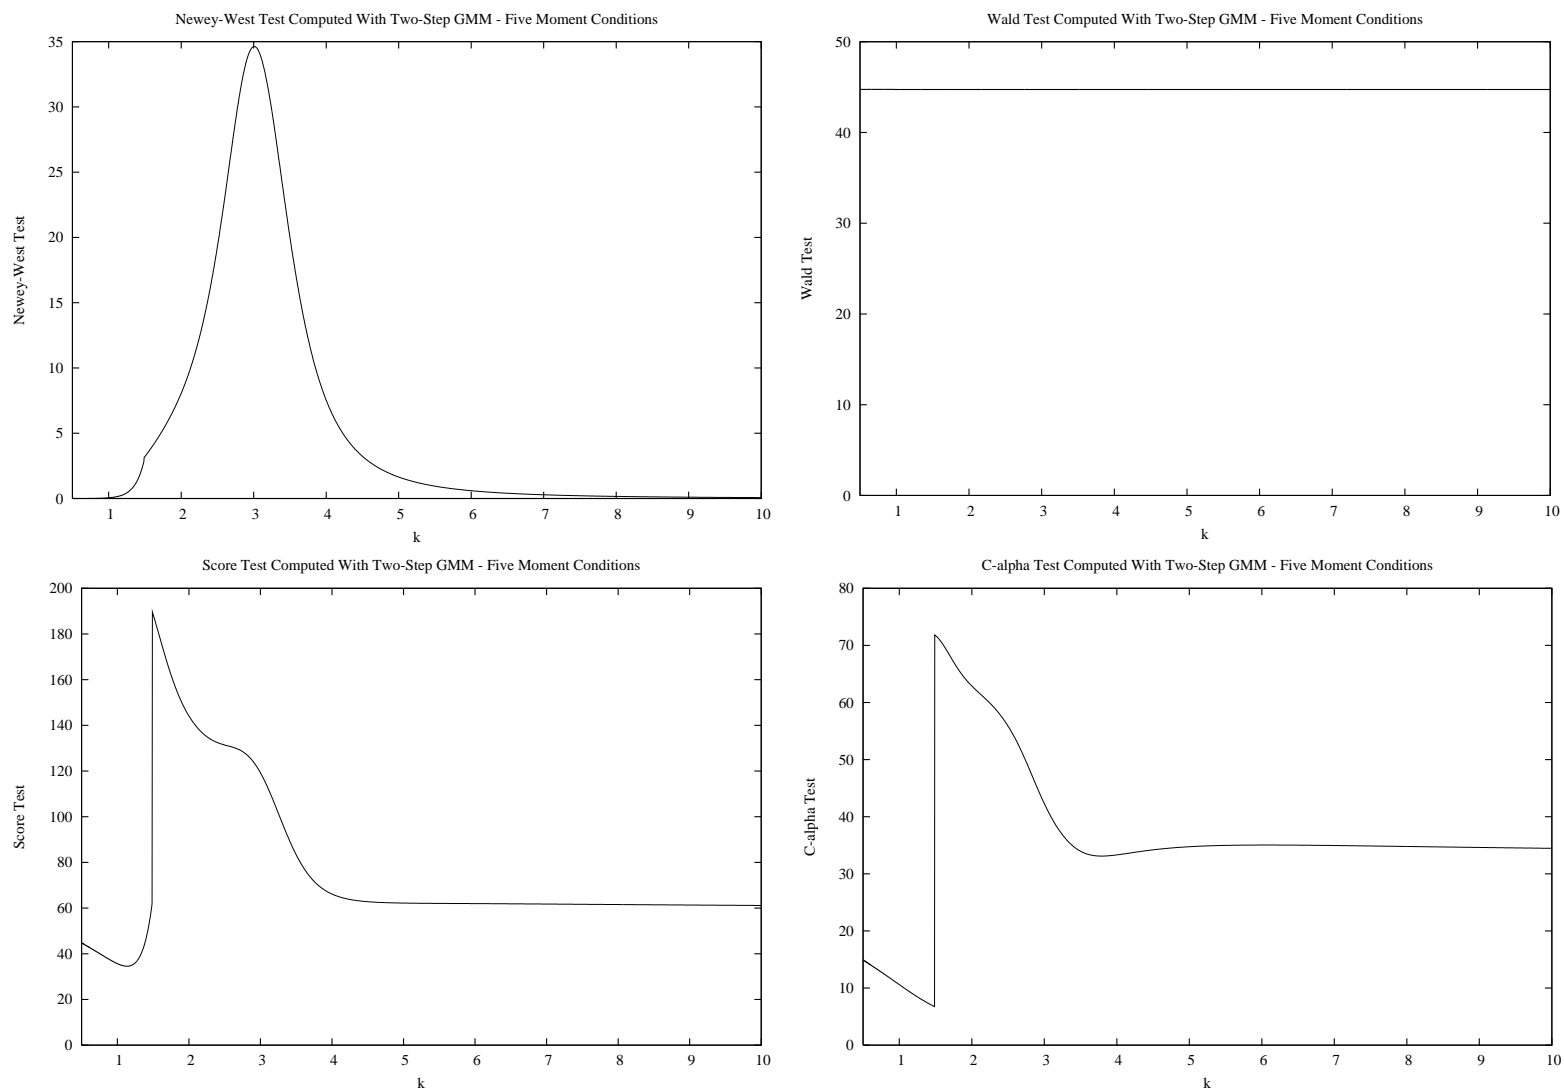 Newey-West Test Computed With Two-Step GMM - Five Moment Conditions
35
30
25
20
15
10
5
0
Newey-West Test
1 2 3 4 5 6 7 8 9 10
k
Wald Test Computed With Two-Step GMM - Five Moment Conditions
50
40
30
20
10
0
Wald Test
1 2 3 4 5 6 7 8 9 10
k
Score Test Computed With Two-Step GMM - Five Moment Conditions
200
180
160
140
120
100
80
60
40
20
0
Score Test
1 2 3 4 5 6 7 8 9 10
k
C-alpha Test Computed With Two-Step GMM - Five Moment Conditions
80
70
60
50
40
30
20
10
0
C-alpha Test
1 2 3 4 5 6 7 8 9 10
k